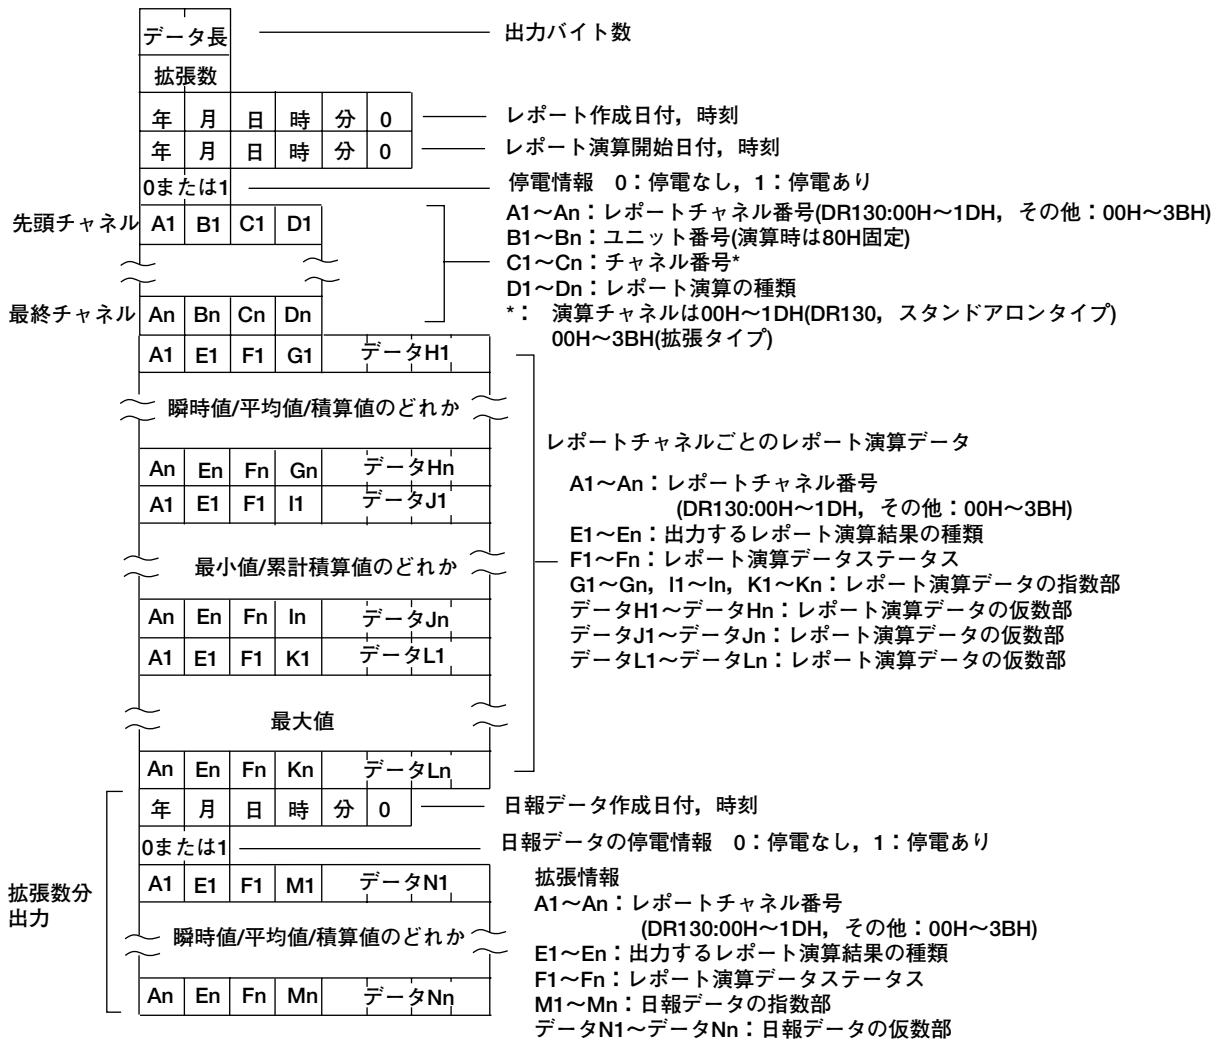 データ長 出力バイト数
拡張数
年 月 日 時 分 0 レポート作成日付，時刻
年 月 日 時 分 0 レポート演算開始日付，時刻
0または1 停電情報　0：停電なし，1：停電あり
先頭チャネル A1 B1 C1 D1
A1〜An：レポートチャネル番号(DR130:00H〜1DH，その他：00H〜3BH)
B1〜Bn：ユニット番号(演算時は80H固定)
C1〜Cn：チャネル番号*
D1〜Dn：レポート演算の種類
*：　演算チャネルは00H〜1DH(DR130，スタンドアロンタイプ)
00H〜3BH(拡張タイプ)
最終チャネル An Bn Cn Dn
A1 E1 F1 G1 データH1
瞬時値/平均値/積算値のどれか
An En Fn Gn データHn
A1 E1 F1 I1 データJ1
最小値/累計積算値のどれか
An En Fn In データJn
A1 E1 F1 K1 データL1
最大値
An En Fn Kn データLn
レポートチャネルごとのレポート演算データ
A1〜An：レポートチャネル番号
(DR130:00H〜1DH，その他：00H〜3BH)
E1〜En：出力するレポート演算結果の種類
F1〜Fn：レポート演算データステータス
G1〜Gn，I1〜In，K1〜Kn：レポート演算データの指数部
データH1〜データHn：レポート演算データの仮数部
データJ1〜データJn：レポート演算データの仮数部
データL1〜データLn：レポート演算データの仮数部
年 月 日 時 分 0 日報データ作成日付，時刻
0または1 日報データの停電情報　0：停電なし，1：停電あり
拡張数分
出力
A1 E1 F1 M1 データN1
瞬時値/平均値/積算値のどれか
An En Fn Mn データNn
拡張情報
A1〜An：レポートチャネル番号
(DR130:00H〜1DH，その他：00H〜3BH)
E1〜En：出力するレポート演算結果の種類
F1〜Fn：レポート演算データステータス
M1〜Mn：日報データの指数部
データN1〜データNn：日報データの仮数部